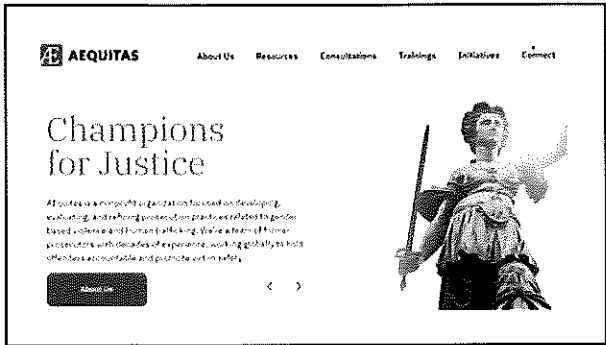 Æ AEQUITAS
About Us Resources Consultations Trainings Initiatives Connect
Champions
for Justice
AEquitas is a nonprofit organization focused on developing,
evaluating, and refining prosecution practices related to gender-
based violence and human trafficking. We're a team of former
prosecutors with decades of experience, working globally to hold
offenders accountable and promote victim safety.
About Us